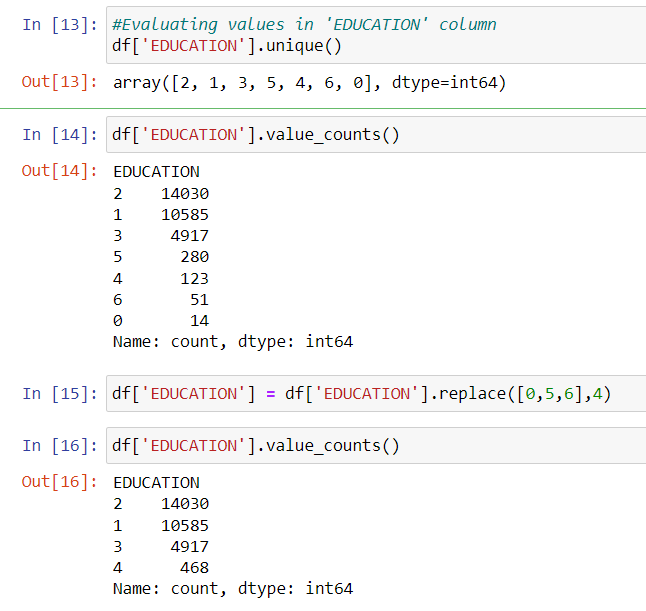 In [13]: #Evaluating values in 'EDUCATION' column
df['EDUCATION'].unique()
Out[13]: array([2, 1, 3, 5, 4, 6, 0], dtype=int64)
In [14]: df['EDUCATION'].value_counts()
Out[14]: EDUCATION
2    14030
1    10585
3     4917
5      280
4      123
6       51
0       14
Name: count, dtype: int64
In [15]: df['EDUCATION'] = df['EDUCATION'].replace([0,5,6],4)
In [16]: df['EDUCATION'].value_counts()
Out[16]: EDUCATION
2    14030
1    10585
3     4917
4      468
Name: count, dtype: int64